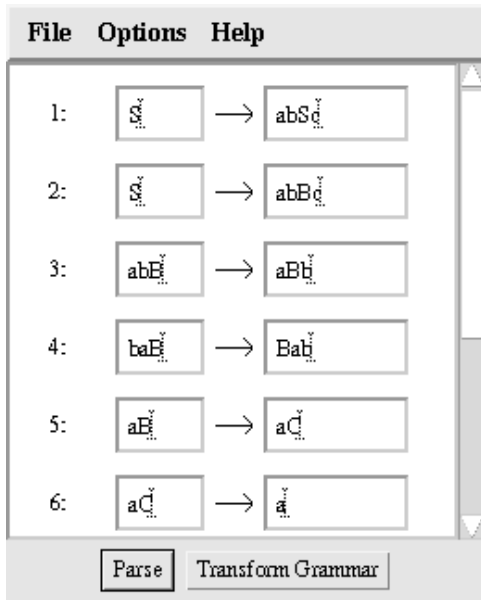 File Options Help
1: S → abSc
2: S → abBc
3: abB → aBb
4: baB → Bab
5: aB → aC
6: aC → a
Parse Transform Grammar